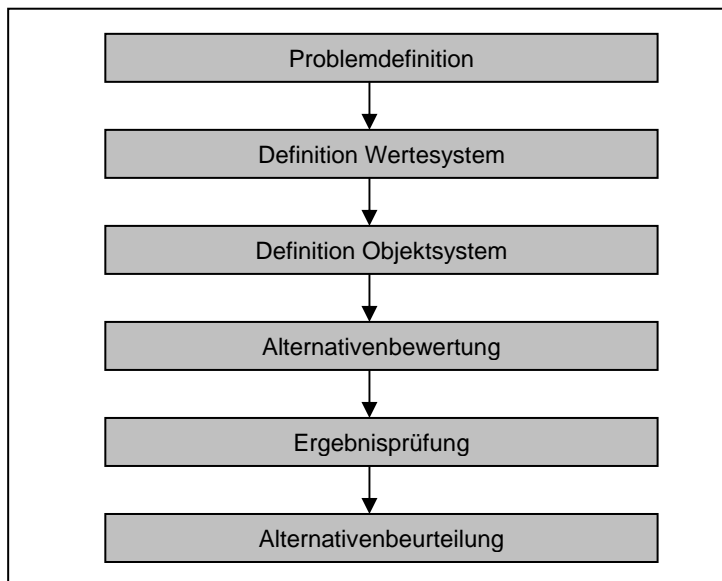 Problemdefinition
Definition Wertesystem
Definition Objektsystem
Alternativenbewertung
Ergebnisprüfung
Alternativenbeurteilung